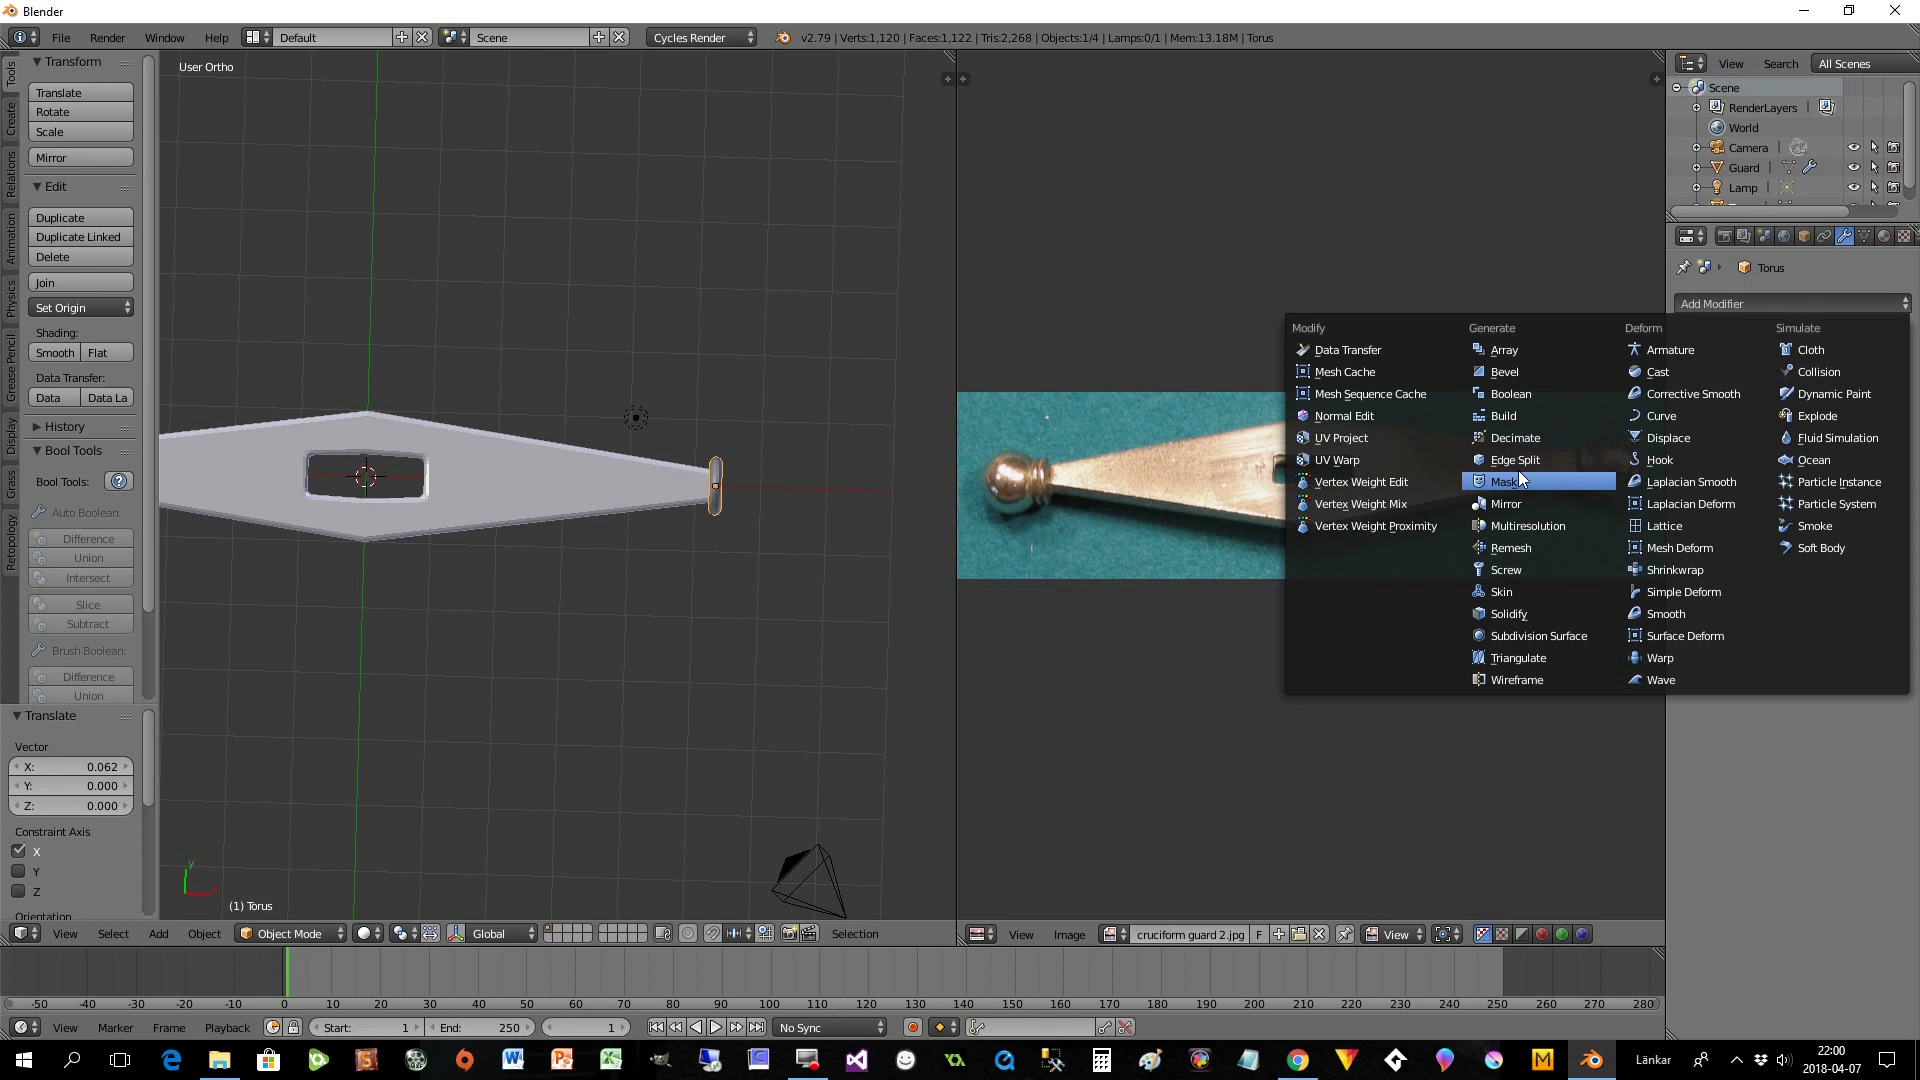 Blender
File Render Window Help Default Scene Cycles Render v2.79 | Verts:1,120 | Faces:1,122 | Tris:2,268 | Objects:1/4 | Lamps:0/1 | Mem:13.18M | Torus
Tools
Create
Relations
Animation
Physics
Grease Pencil
Display
Grass
Retopology
Transform
Translate
Rotate
Scale
Mirror
Edit
Duplicate
Duplicate Linked
Delete
Join
Set Origin
Shading:
Smooth Flat
Data Transfer:
Data Data La
History
Bool Tools
Bool Tools:
Auto Boolean:
Difference
Union
Intersect
Slice
Subtract
Brush Boolean:
Difference
Union
Translate
Vector
X: 0.062
Y: 0.000
Z: 0.000
Constraint Axis
X
Y
Z
Orientation
User Ortho
y
(1) Torus
View Select Add Object Object Mode Global Selection
View Image cruciform guard 2.jpg F View
View Search All Scenes
Scene
RenderLayers
World
Camera
Guard
Lamp
Torus
Add Modifier
Modify
Data Transfer
Mesh Cache
Mesh Sequence Cache
Normal Edit
UV Project
UV Warp
Vertex Weight Edit
Vertex Weight Mix
Vertex Weight Proximity
Generate
Array
Bevel
Boolean
Build
Decimate
Edge Split
Mask
Mirror
Multiresolution
Remesh
Screw
Skin
Solidify
Subdivision Surface
Triangulate
Wireframe
Deform
Armature
Cast
Corrective Smooth
Curve
Displace
Hook
Laplacian Smooth
Laplacian Deform
Lattice
Mesh Deform
Shrinkwrap
Simple Deform
Smooth
Surface Deform
Warp
Wave
Simulate
Cloth
Collision
Dynamic Paint
Explode
Fluid Simulation
Ocean
Particle Instance
Particle System
Smoke
Soft Body
-50 -40 -30 -20 -10 0 10 20 30 40 50 60 70 80 90 100 110 120 130 140 150 160 170 180 190 200 210 220 230 240 250 260 270 280
View Marker Frame Playback Start: 1 End: 250 1 No Sync
Länkar
22:00
2018-04-07